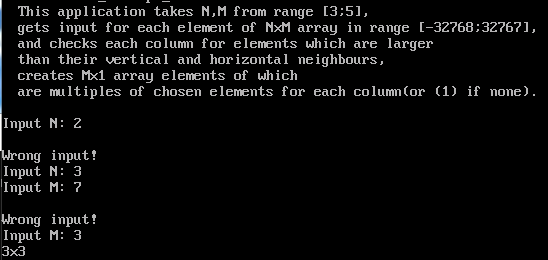 This application takes N,M from range [3;5],
gets input for each element of NxM array in range [-32768;32767],
and checks each column for elements which are larger
than their vertical and horizontal neighbours,
creates Mx1 array elements of which
are multiples of chosen elements for each column(or (1) if none).
Input N: 2
Wrong input!
Input N: 3
Input M: 7
Wrong input!
Input M: 3
3x3